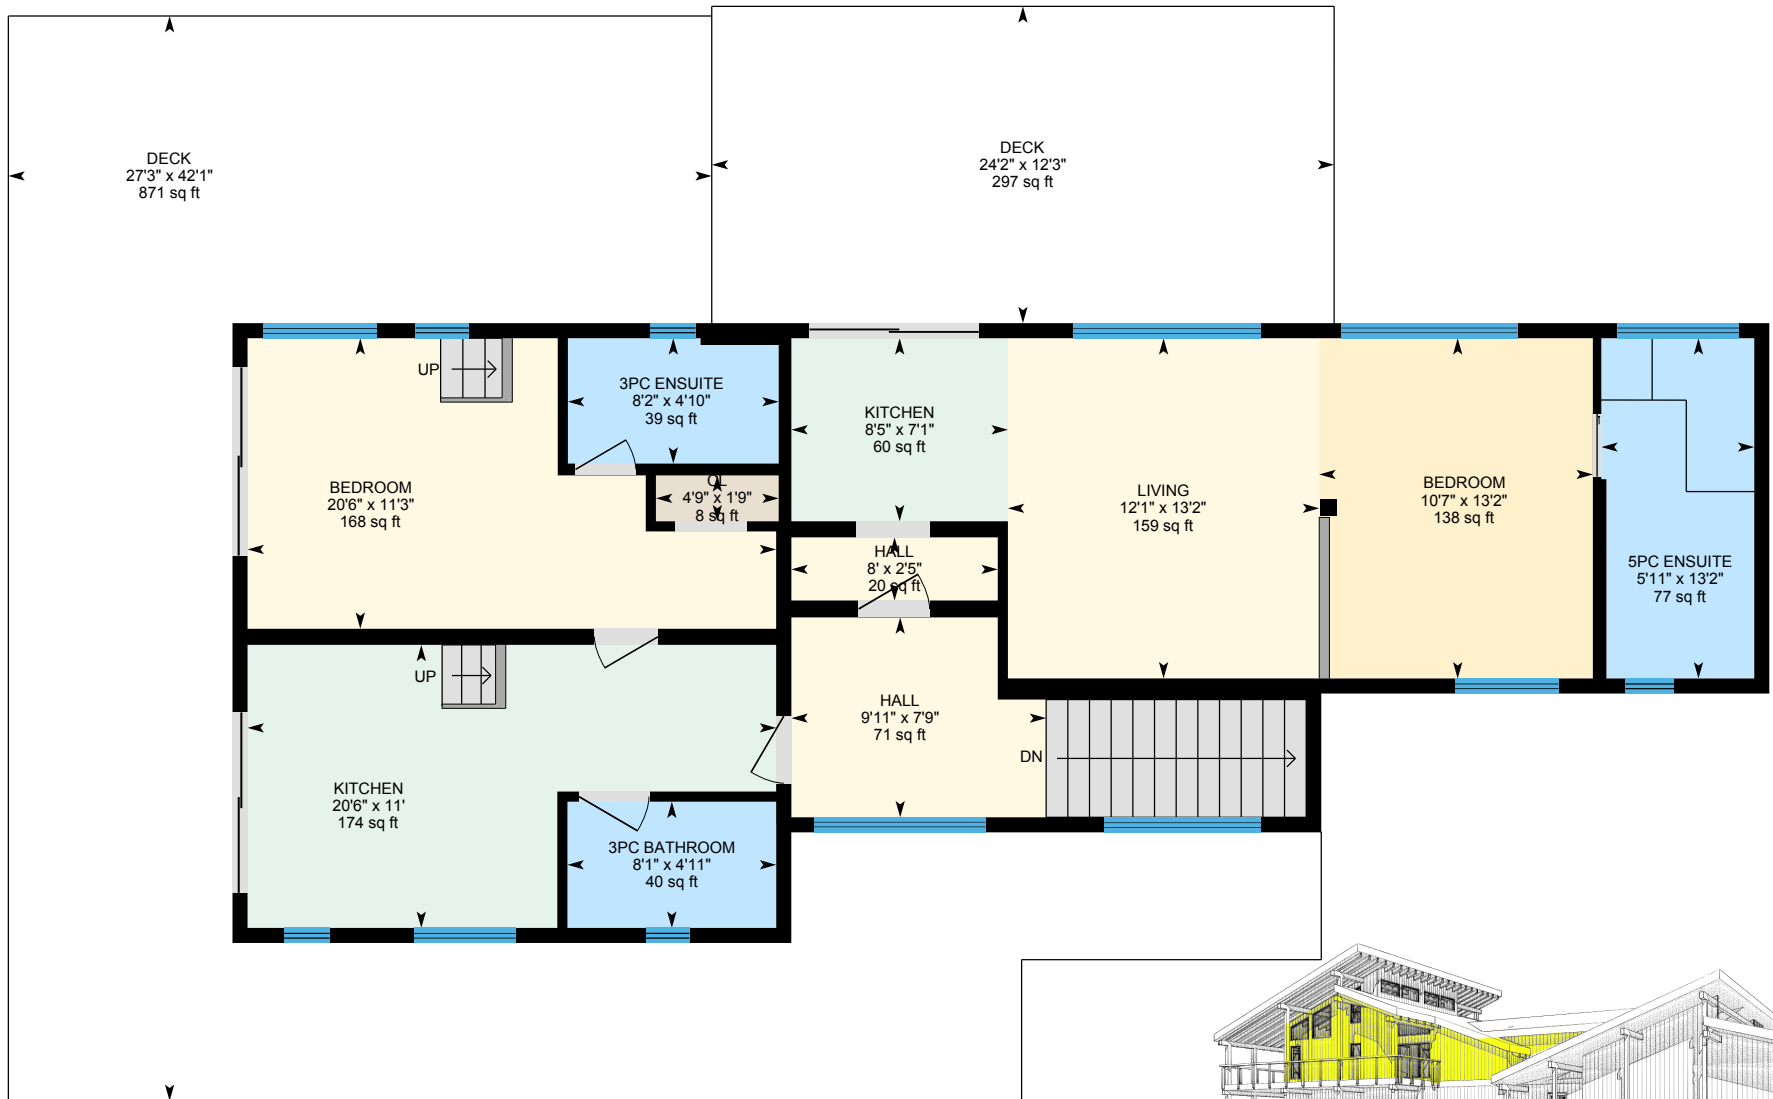 DECK
27'3" x 42'1"
871 sq ft
DECK
24'2" x 12'3"
297 sq ft
UP
3PC ENSUITE
8'2" x 4'10"
39 sq ft
KITCHEN
8'5" x 7'1"
60 sq ft
BEDROOM
20'6" x 11'3"
168 sq ft
CL
4'9" x 1'9"
8 sq ft
LIVING
12'1" x 13'2"
159 sq ft
BEDROOM
10'7" x 13'2"
138 sq ft
HALL
8' x 2'5"
20 sq ft
5PC ENSUITE
5'11" x 13'2"
77 sq ft
UP
HALL
9'11" x 7'9"
71 sq ft
DN
KITCHEN
20'6" x 11'
174 sq ft
3PC BATHROOM
8'1" x 4'11"
40 sq ft